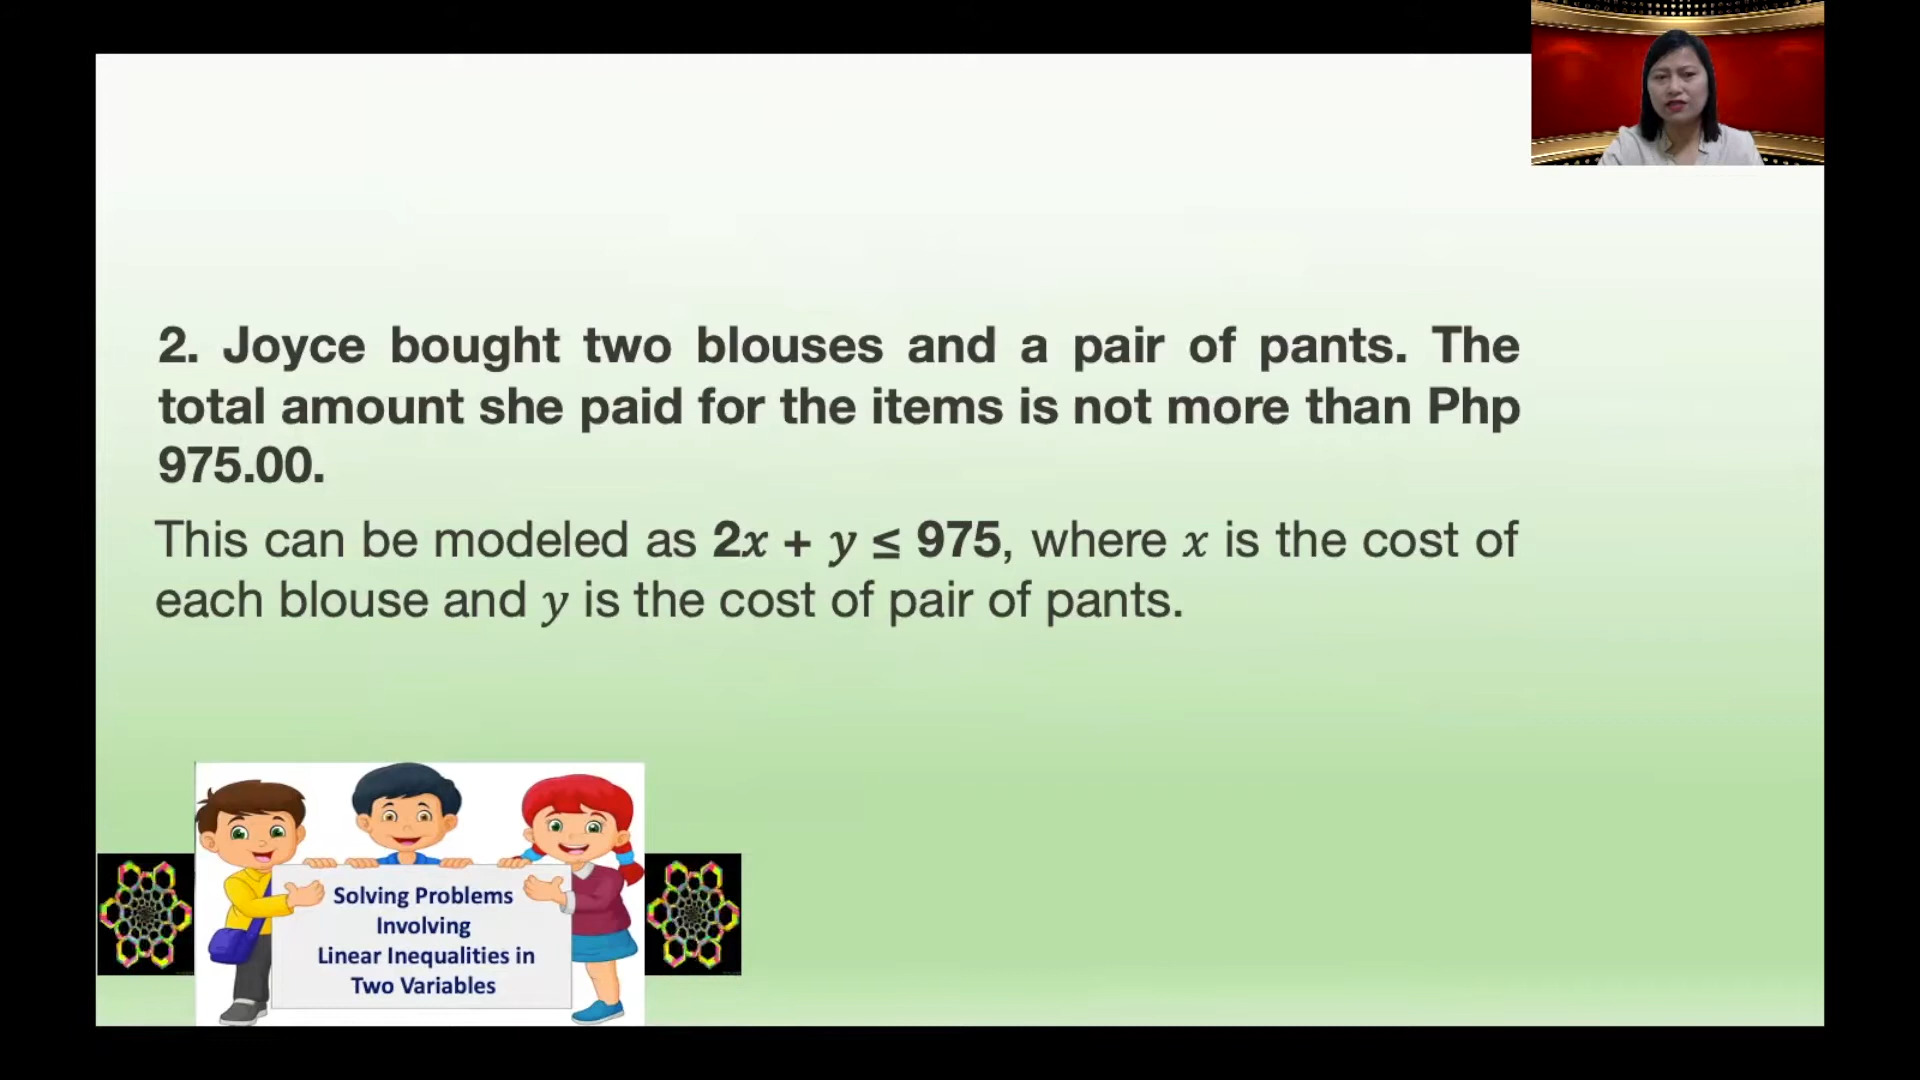 2. Joyce bought two blouses and a pair of pants. The
total amount she paid for the items is not more than Php
975.00.
This can be modeled as 2x + y ≤ 975, where x is the cost of
each blouse and y is the cost of pair of pants.
Solving Problems
Involving
Linear Inequalities in
Two Variables